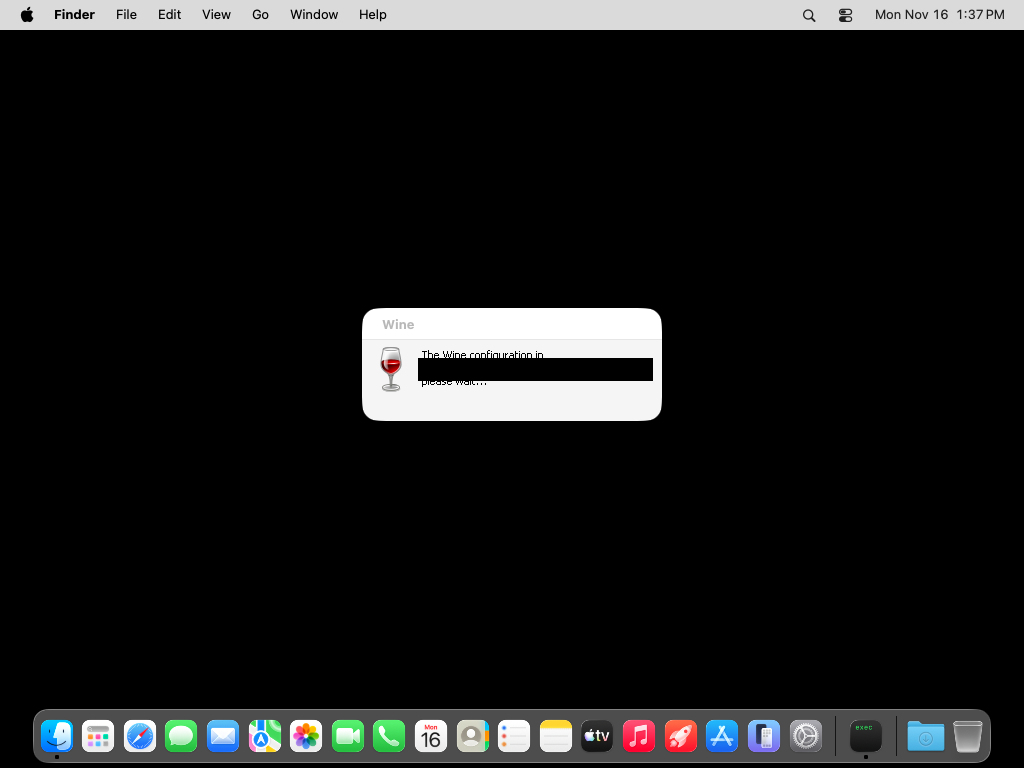 Finder File Edit View Go Window Help Mon Nov 16 1:37 PM
Wine
The Wine configuration in
please wait...
Mon
16
tv
exec